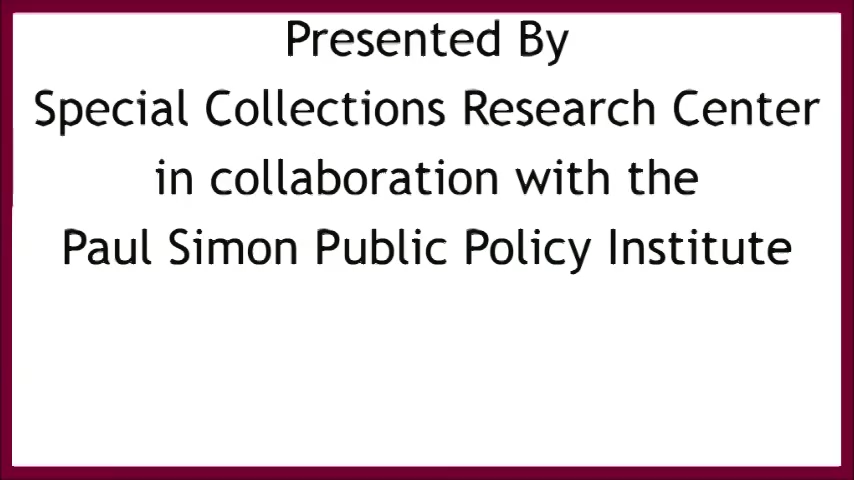 Presented By
Special Collections Research Center
in collaboration with the
Paul Simon Public Policy Institute